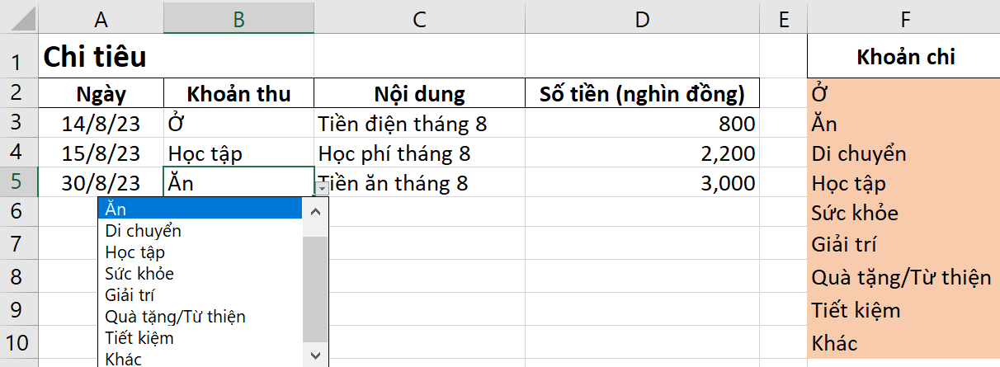 A B C D E F
1 Chi tiêu Khoản chi
2 Ngày Khoản thu Nội dung Số tiền (nghìn đồng) Ở
3 14/8/23 Ở Tiền điện tháng 8 800 Ăn
4 15/8/23 Học tập Học phí tháng 8 2,200 Di chuyển
5 30/8/23 Ăn Tiền ăn tháng 8 3,000 Học tập
6 Ăn Sức khỏe
Di chuyển
7 Học tập Giải trí
Sức khỏe
8 Giải trí Quà tặng/Từ thiện
Quà tặng/Từ thiện
9 Tiết kiệm Tiết kiệm
10 Khác Khác